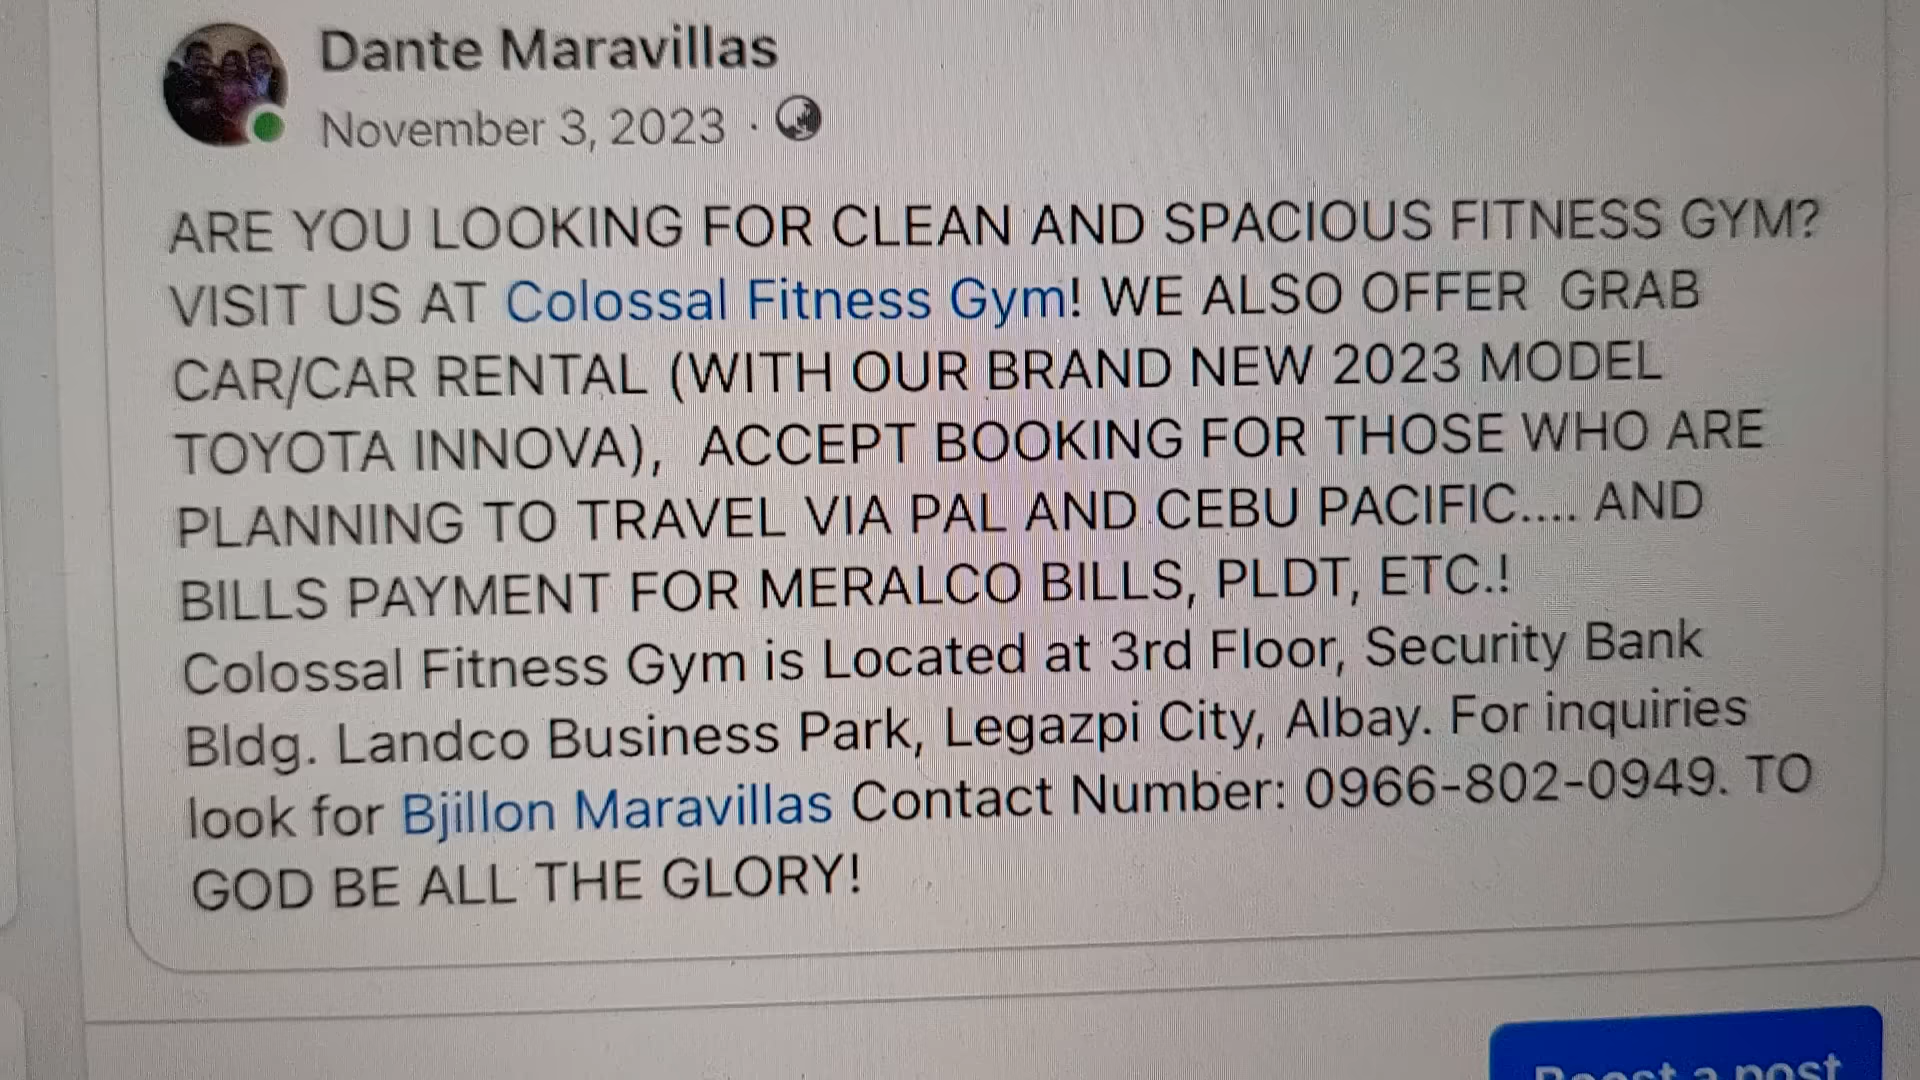 Dante Maravillas
November 3, 2023 ·
ARE YOU LOOKING FOR CLEAN AND SPACIOUS FITNESS GYM?
VISIT US AT Colossal Fitness Gym! WE ALSO OFFER  GRAB
CAR/CAR RENTAL (WITH OUR BRAND NEW 2023 MODEL
TOYOTA INNOVA),  ACCEPT BOOKING FOR THOSE WHO ARE
PLANNING TO TRAVEL VIA PAL AND CEBU PACIFIC.... AND
BILLS PAYMENT FOR MERALCO BILLS, PLDT, ETC.!
Colossal Fitness Gym is Located at 3rd Floor, Security Bank
Bldg. Landco Business Park, Legazpi City, Albay. For inquiries
look for Bjillon Maravillas Contact Number: 0966-802-0949. TO
GOD BE ALL THE GLORY!
Boost a post